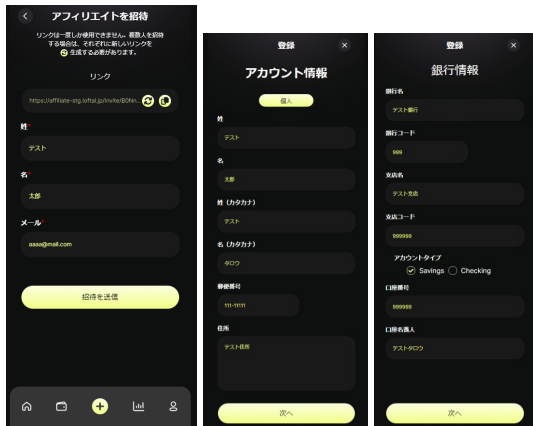 アフィリエイトを招待
リンクは一度しか使用できません。複数人を招待
する場合は、それぞれに新しいリンクを
生成する必要があります。
リンク
https://affiliate-stg.loftal.jp/invite/B0Nn...
姓*
テスト
名*
太郎
メール*
aaaa@mail.com
招待を送信
登録
アカウント情報
個人
姓
テスト
名
太郎
姓 (カタカナ)
テスト
名 (カタカナ)
タロウ
郵便番号
111-11111
住所
テスト住所
次へ
登録
銀行情報
銀行名
テスト銀行
銀行コード
999
支店名
テスト支店
支店コード
999999
アカウントタイプ
Savings
Checking
口座番号
999999
口座名義人
テストタロウ
次へ